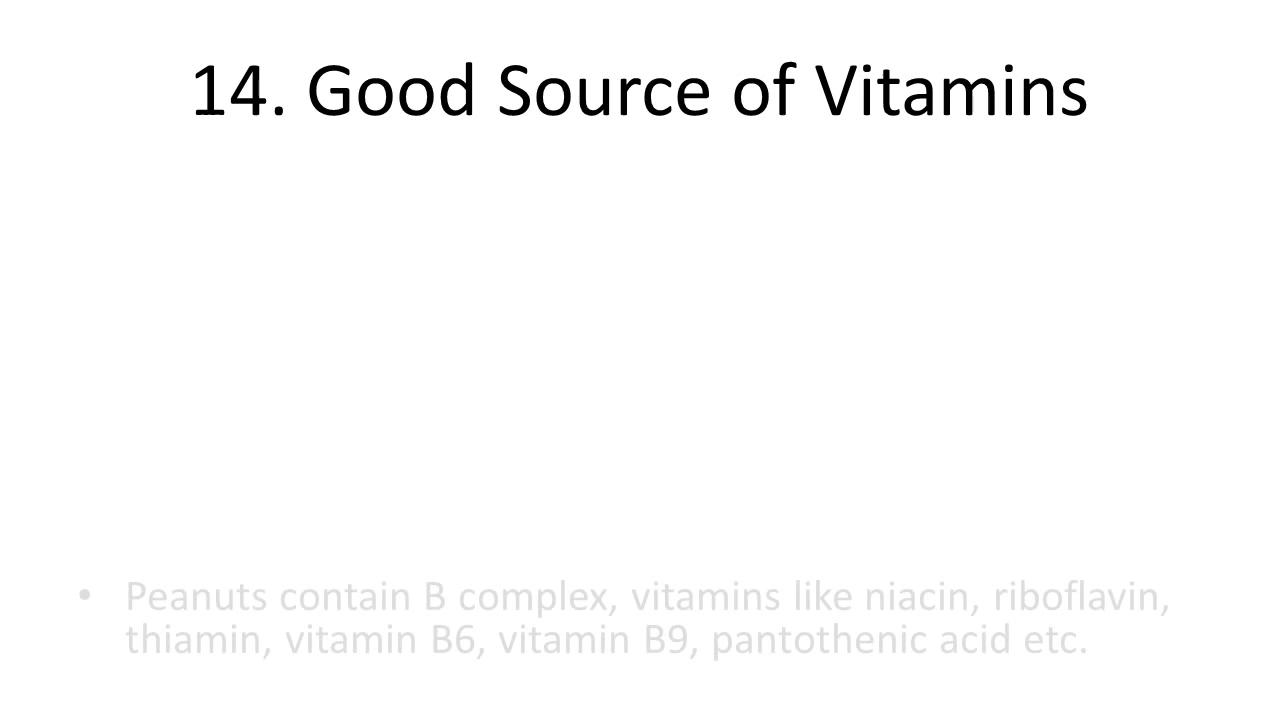 14. Good Source of Vitamins
• Peanuts contain B complex, vitamins like niacin, riboflavin,
thiamin, vitamin B6, vitamin B9, pantothenic acid etc.